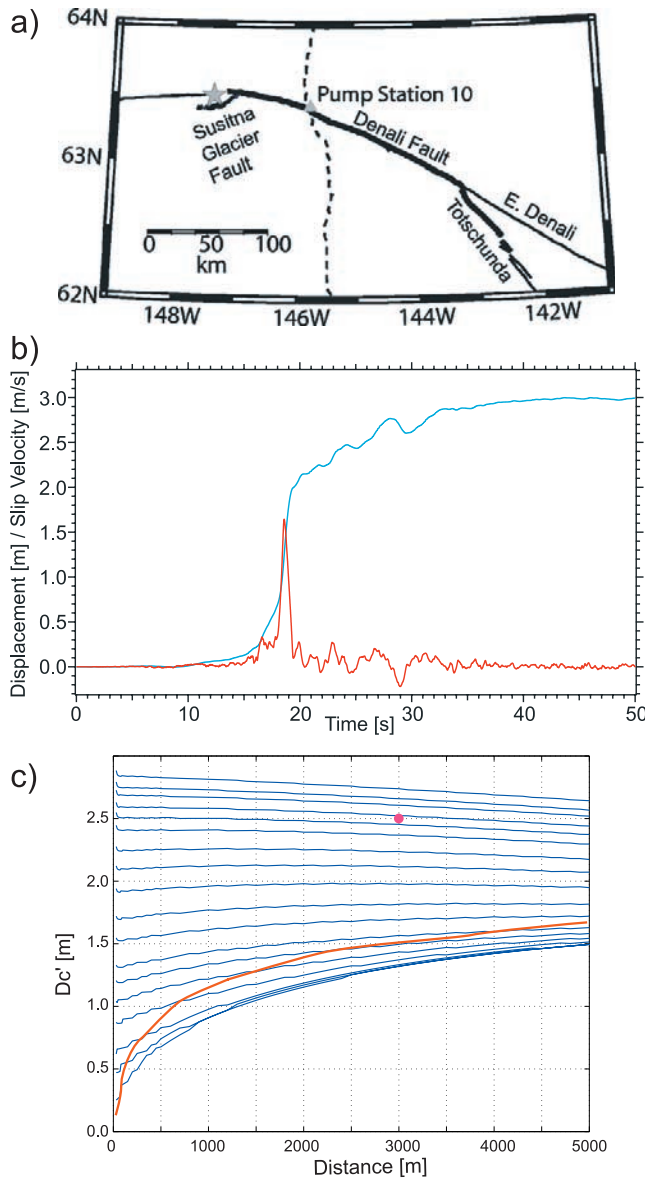 a)
64N
63N
62N
Pump Station 10
Susitna
Glacier
Fault
Denali Fault
E. Denali
Totschunda
0 50 100
km
148W 146W 144W 142W
b)
Displacement [m] / Slip Velocity [m/s]
3.0
2.5
2.0
1.5
1.0
0.5
0.0
0 10 20 30 40 50
Time [s]
c)
Dc' [m]
2.5
2.0
1.5
1.0
0.5
0.0
0 1000 2000 3000 4000 5000
Distance [m]